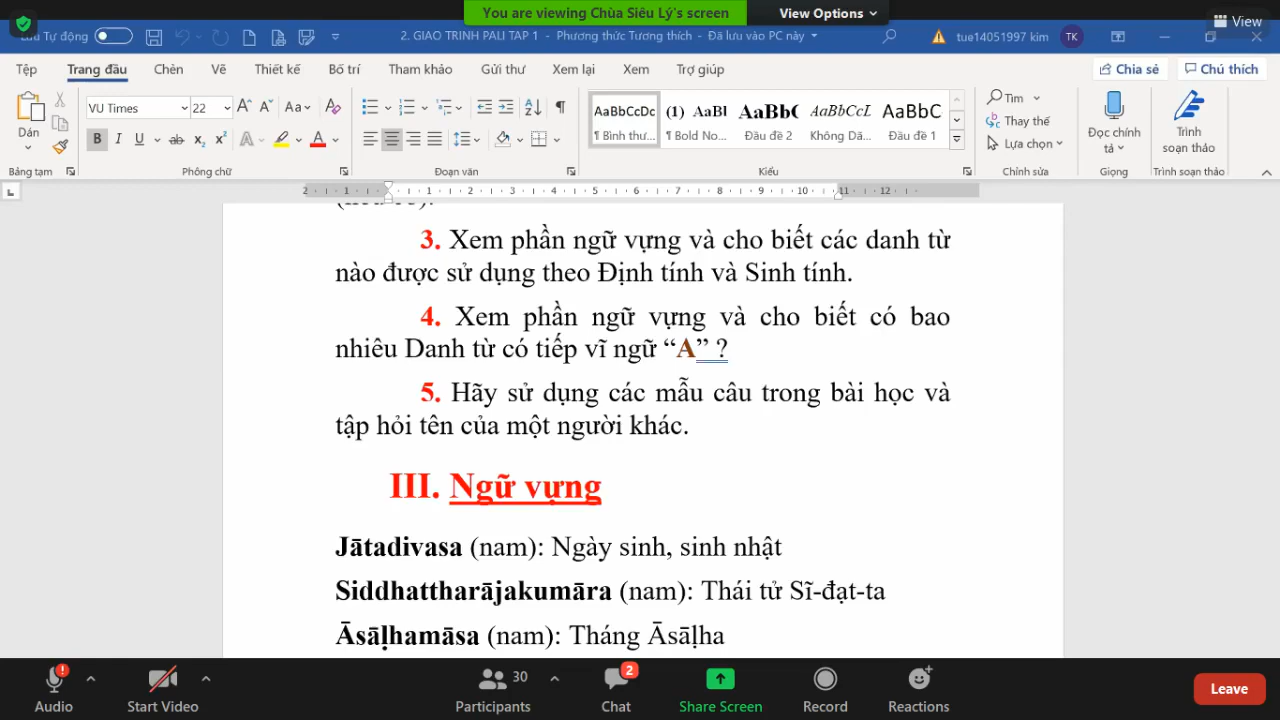 You are viewing Chùa Siêu Lý's screen
View Options
View
Lưu Tự động
2. GIAO TRINH PALI TAP 1 - Phương thức Tương thích - Đã lưu vào PC này
tue14051997 kim
TK
Tệp Trang đầu Chèn Vẽ Thiết kế Bố trí Tham khảo Gửi thư Xem lại Xem Trợ giúp
Chia sẻ
Chú thích
Dán
VU Times
22
AaBbCcDc
¶ Bình thư...
(1) AaBl
¶ Bold No...
AaBb(
Đầu đề 2
AaBbCcL
Không Dã...
AaBbC
Đầu đề 1
Tìm
Thay thế
Lựa chọn
Đọc chính tả
Trình soạn thảo
Bảng tạm
Phông chữ
Đoạn văn
Kiểu
Chỉnh sửa
Giọng
Trình soạn thảo
3. Xem phần ngữ vựng và cho biết các danh từ
nào được sử dụng theo Định tính và Sinh tính.
4. Xem phần ngữ vựng và cho biết có bao
nhiêu Danh từ có tiếp vĩ ngữ “A” ?
5. Hãy sử dụng các mẫu câu trong bài học và
tập hỏi tên của một người khác.
III. Ngữ vựng
Jātadivasa (nam): Ngày sinh, sinh nhật
Siddhattharājakumāra (nam): Thái tử Sĩ-đạt-ta
Āsāḷhamāsa (nam): Tháng Āsāḷha
Audio
Start Video
Participants
30
Chat
2
Share Screen
Record
Reactions
Leave